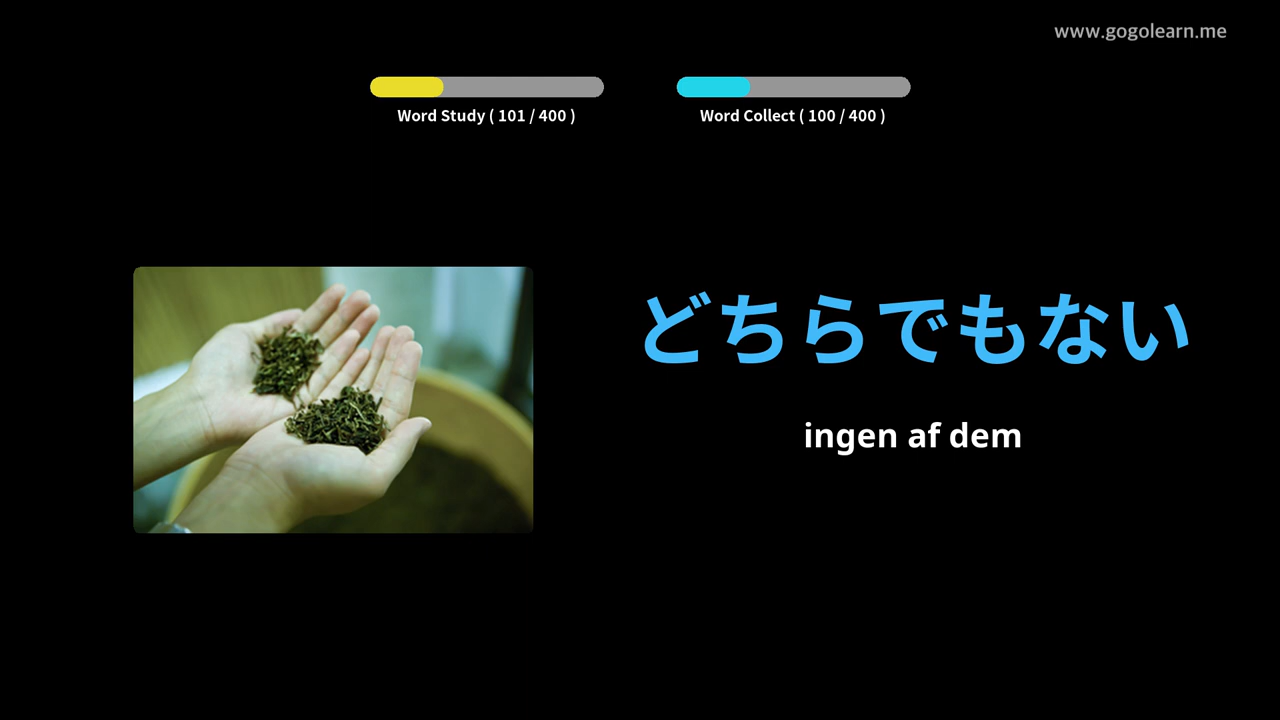 www.gogolearn.me
Word Study ( 101 / 400 )
Word Collect ( 100 / 400 )
どちらでもない
ingen af dem